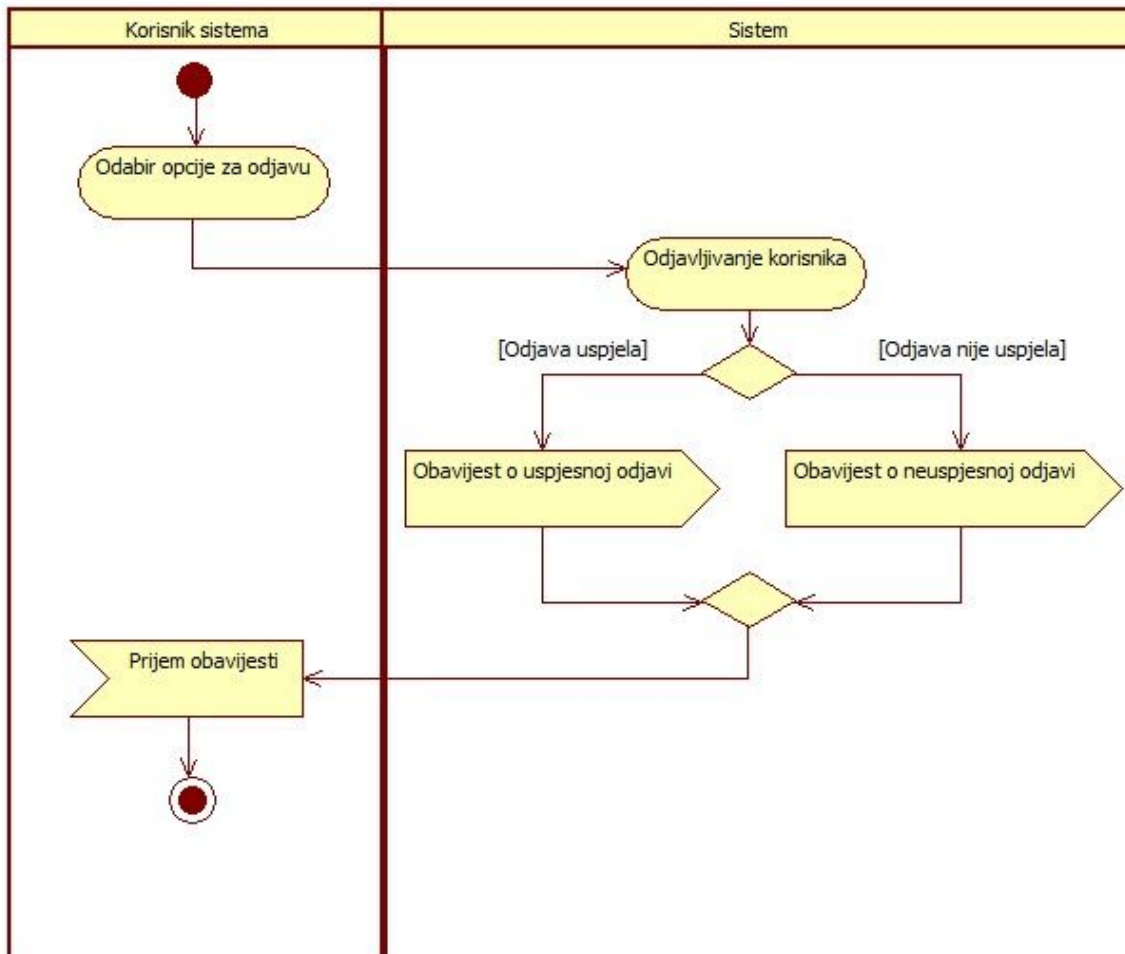 Korisnik sistema
Sistem
Odabir opcije za odjavu
Odjavljivanje korisnika
[Odjava uspjela]
[Odjava nije uspjela]
Obavijest o uspjesnoj odjavi
Obavijest o neuspjesnoj odjavi
Prijem obavijesti